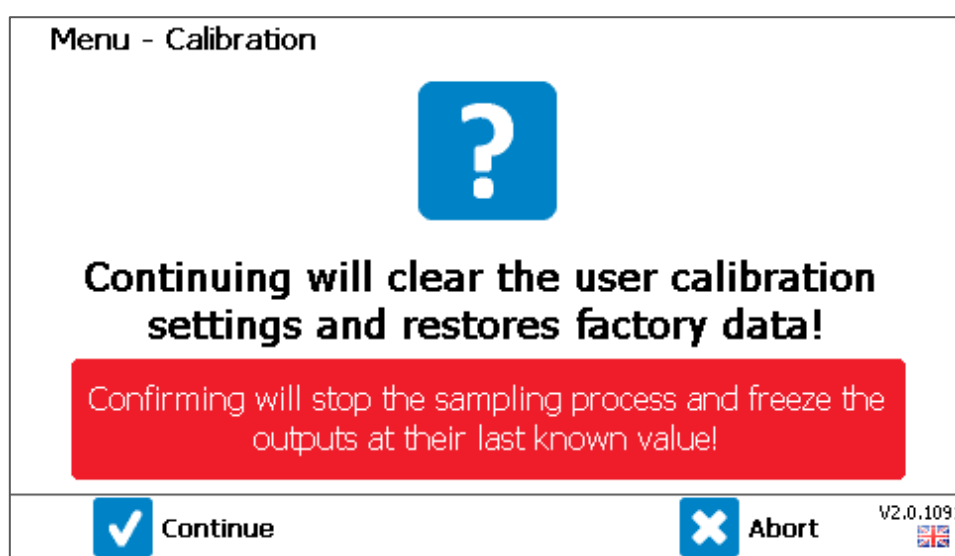 Menu - Calibration
?
Continuing will clear the user calibration
settings and restores factory data!
Confirming will stop the sampling process and freeze the
outputs at their last known value!
Continue
Abort